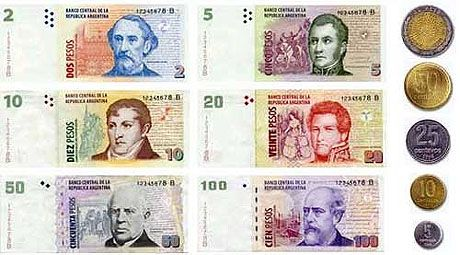 2
BANCO CENTRAL DE LA
REPUBLICA ARGENTINA
12345678 B
DOS PESOS
2
5
BANCO CENTRAL DE LA
REPUBLICA ARGENTINA
12345678 B
CINCO PESOS
5
10
BANCO CENTRAL DE LA
REPUBLICA ARGENTINA
12345678 B
DIEZ PESOS
10
20
BANCO CENTRAL DE LA
REPUBLICA ARGENTINA
12345678 B
VEINTE PESOS
20
50
BANCO CENTRAL DE LA
REPUBLICA ARGENTINA
12345678 B
CINCUENTA PESOS
50
100
BANCO CENTRAL DE LA
REPUBLICA ARGENTINA
12345678 B
CIEN PESOS
100
50
25
centavos
10
5